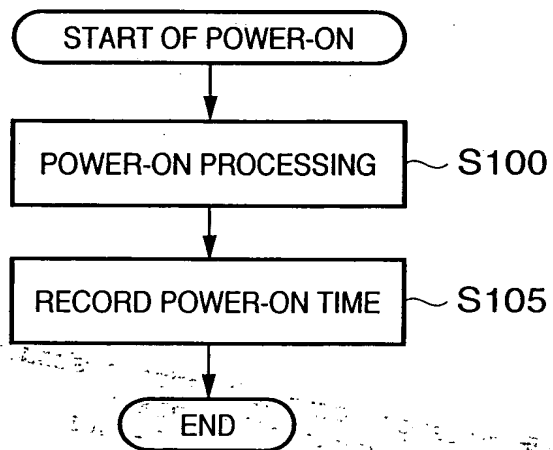 START OF POWER-ON
POWER-ON PROCESSING
S100
RECORD POWER-ON TIME
S105
END